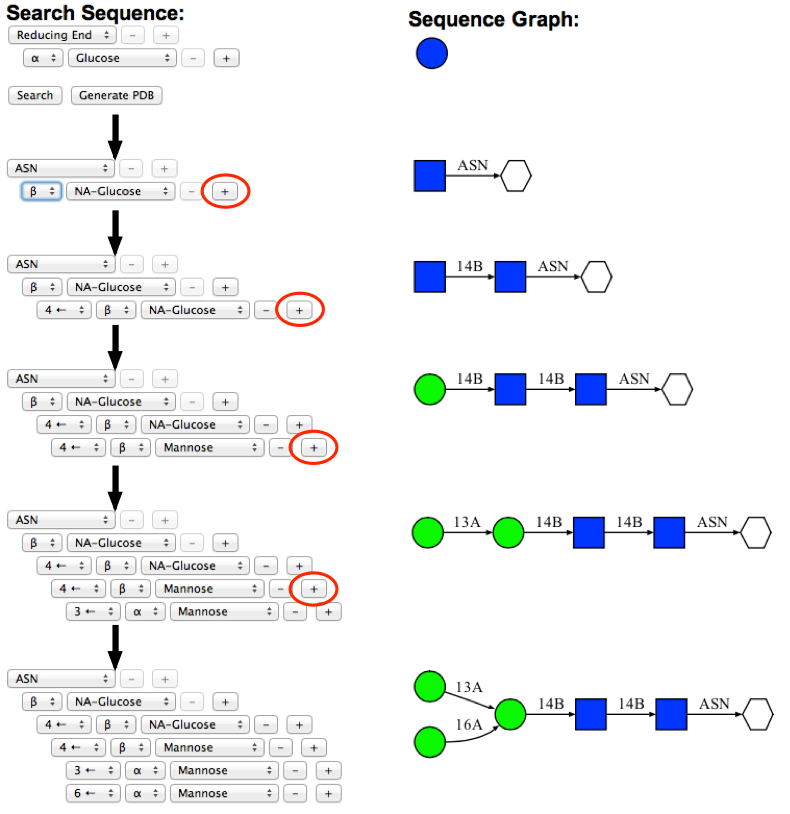 Search Sequence:
Reducing End - +
α Glucose - +
Search Generate PDB
ASN - +
β NA-Glucose - +
ASN - +
β NA-Glucose - +
4 ← β NA-Glucose - +
ASN - +
β NA-Glucose - +
4 ← β NA-Glucose - +
4 ← β Mannose - +
ASN - +
β NA-Glucose - +
4 ← β NA-Glucose - +
4 ← β Mannose - +
3 ← α Mannose - +
ASN - +
β NA-Glucose - +
4 ← β NA-Glucose - +
4 ← β Mannose - +
3 ← α Mannose - +
6 ← α Mannose - +
Sequence Graph:
ASN
14B ASN
14B 14B ASN
13A 14B 14B ASN
13A
14B 14B ASN
16A